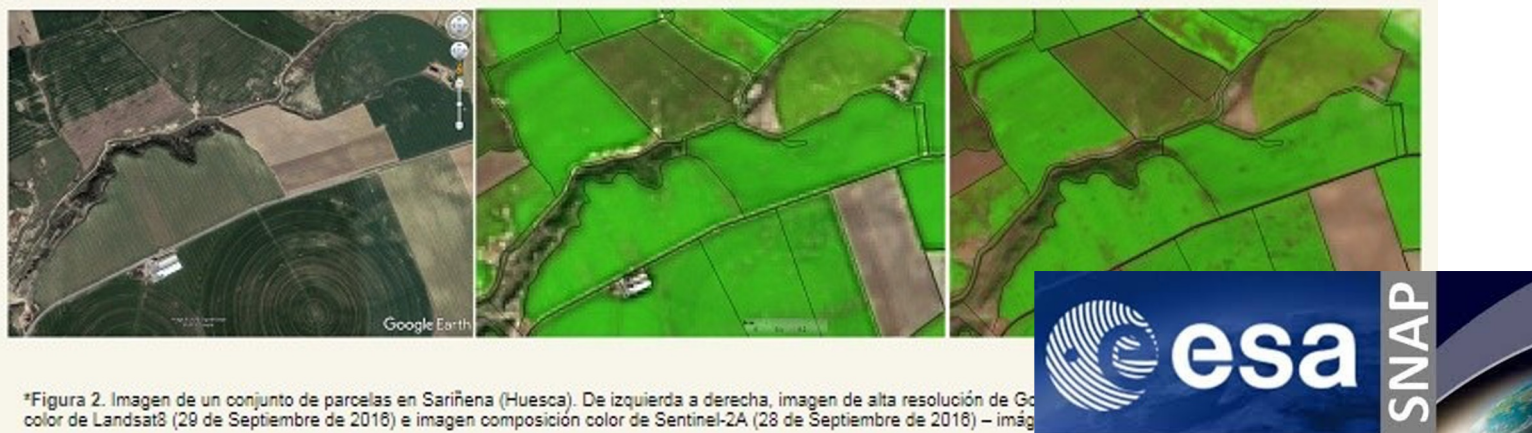 Google Earth
*Figura 2. Imagen de un conjunto de parcelas en Sariñena (Huesca). De izquierda a derecha, imagen de alta resolución de
color de Landsat8 (29 de Septiembre de 2016) e imagen composición color de Sentinel-2A (28 de Septiembre de 2016) –
esa
SNAP